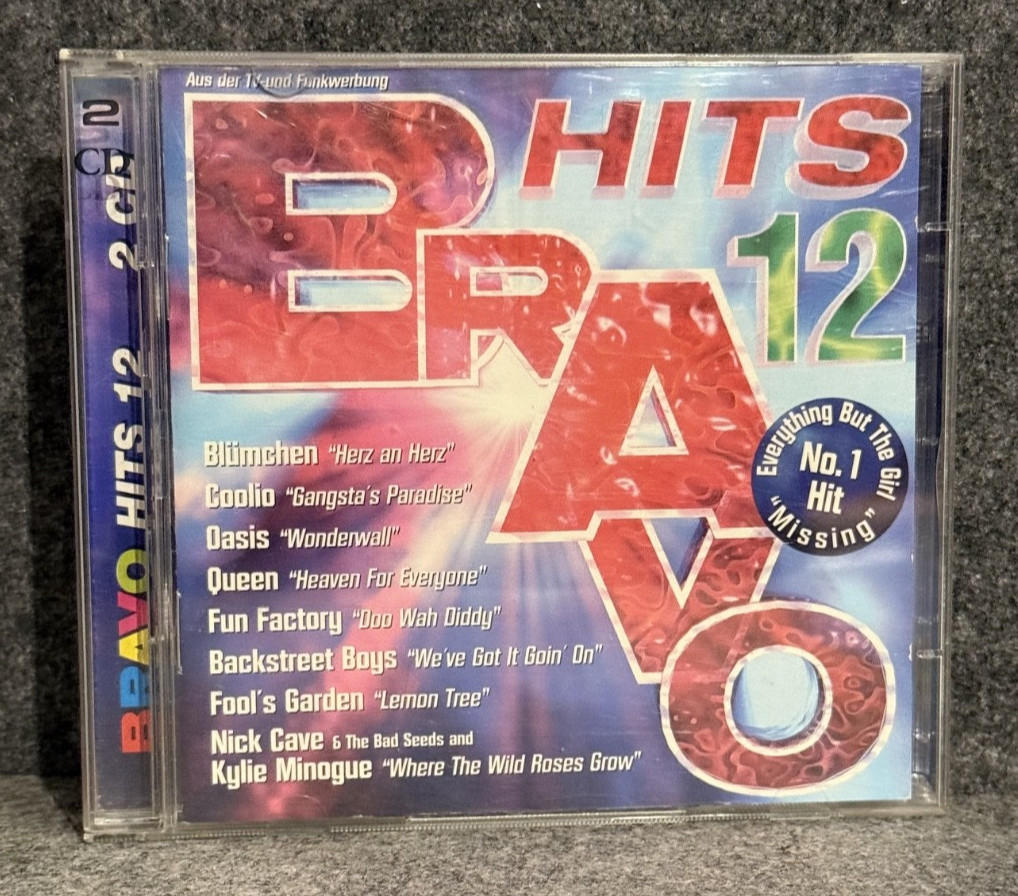 Aus der TV-und Funkwerbung
BRAVO
HITS
12
Everything But The Girl
No. 1
Hit
"Missing"
Blümchen "Herz an Herz"
Coolio "Gangsta's Paradise"
Oasis "Wonderwall"
Queen "Heaven For Everyone"
Fun Factory "Doo Wah Diddy"
Backstreet Boys "We've Got It Goin' On"
Fool's Garden "Lemon Tree"
Nick Cave & The Bad Seeds and
Kylie Minogue "Where The Wild Roses Grow"
2
CD
BRAVO HITS 12 2 CD